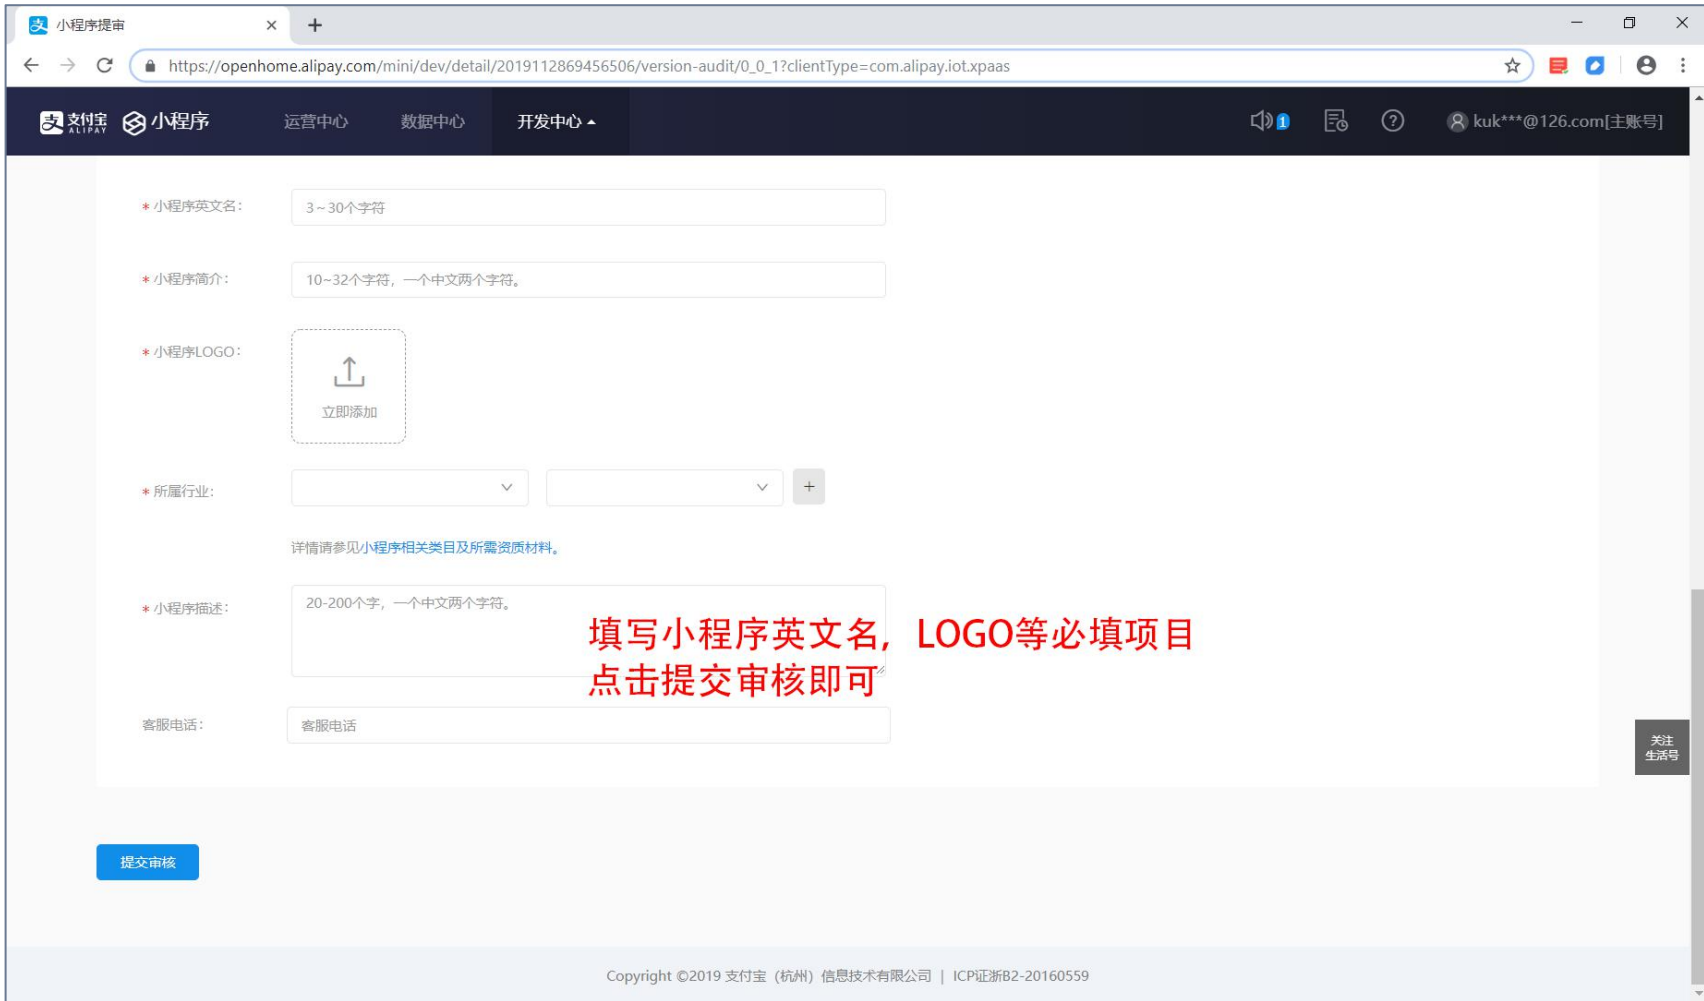 小程序提审
https://openhome.alipay.com/mini/dev/detail/2019112869456506/version-audit/0_0_1?clientType=com.alipay.iot.xpaas
支付宝 ALIPAY 小程序 运营中心 数据中心 开发中心 1 kuk***@126.com[主账号]
* 小程序英文名: 3~30个字符
* 小程序简介: 10~32个字符，一个中文两个字符。
* 小程序LOGO:
立即添加
* 所属行业: +
详情请参见小程序相关类目及所需资质材料。
* 小程序描述: 20-200个字，一个中文两个字符。
填写小程序英文名，LOGO等必填项目
点击提交审核即可
客服电话: 客服电话
关注
生活号
提交审核
Copyright ©2019 支付宝（杭州）信息技术有限公司 | ICP证浙B2-20160559